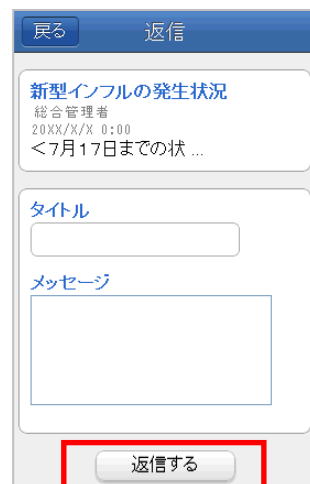 戻る 返信
新型インフルの発生状況
総合管理者
20XX/X/X 0:00
＜7月17日までの状 ...
タイトル
メッセージ
返信する